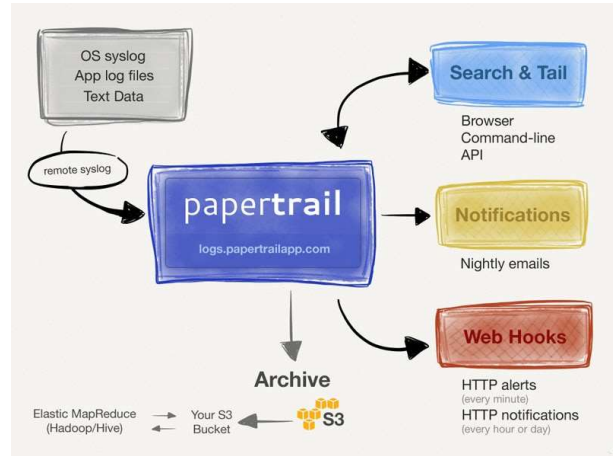 OS syslog
App log files
Text Data
remote syslog
papertrail
logs.papertrailapp.com
Search & Tail
Browser
Command-line
API
Notifications
Nightly emails
Web Hooks
HTTP alerts
(every minute)
HTTP notifications
(every hour or day)
Archive
S3
Your S3
Bucket
Elastic MapReduce
(Hadoop/Hive)